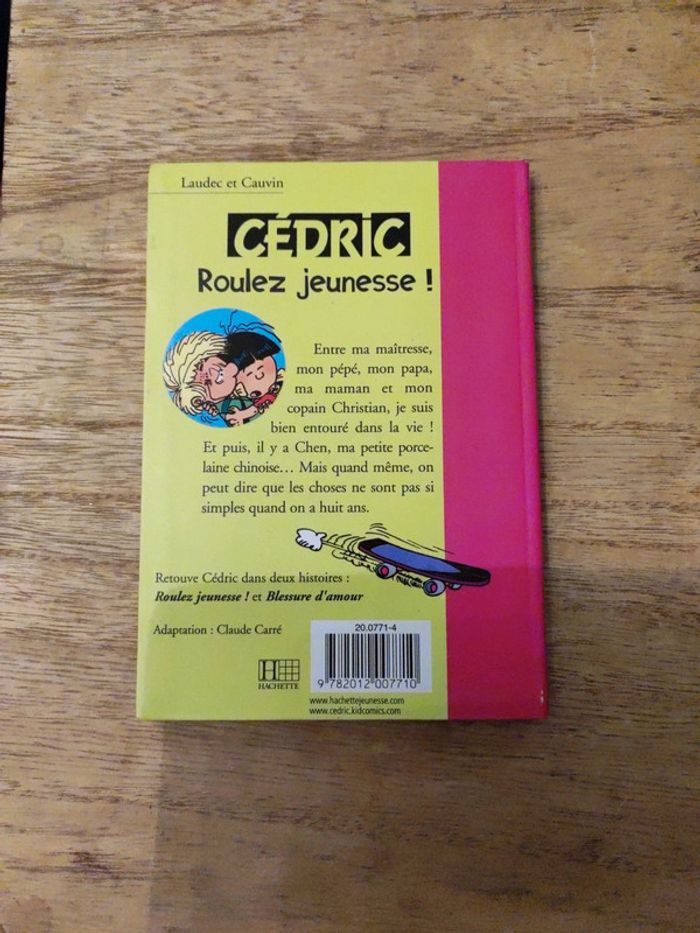 Laudec et Cauvin
CÉDRiC
Roulez jeunesse !
Entre ma maîtresse,
mon pépé, mon papa,
ma maman et mon
copain Christian, je suis
bien entouré dans la vie !
Et puis, il y a Chen, ma petite porce-
laine chinoise... Mais quand même, on
peut dire que les choses ne sont pas si
simples quand on a huit ans.
Retouve Cédric dans deux histoires :
Roulez jeunesse ! et Blessure d'amour
Adaptation : Claude Carré
20.0771-4
H
HACHETTE
9 782012 007710
www.hachettejeunesse.com
www.cedric.kidcomics.com